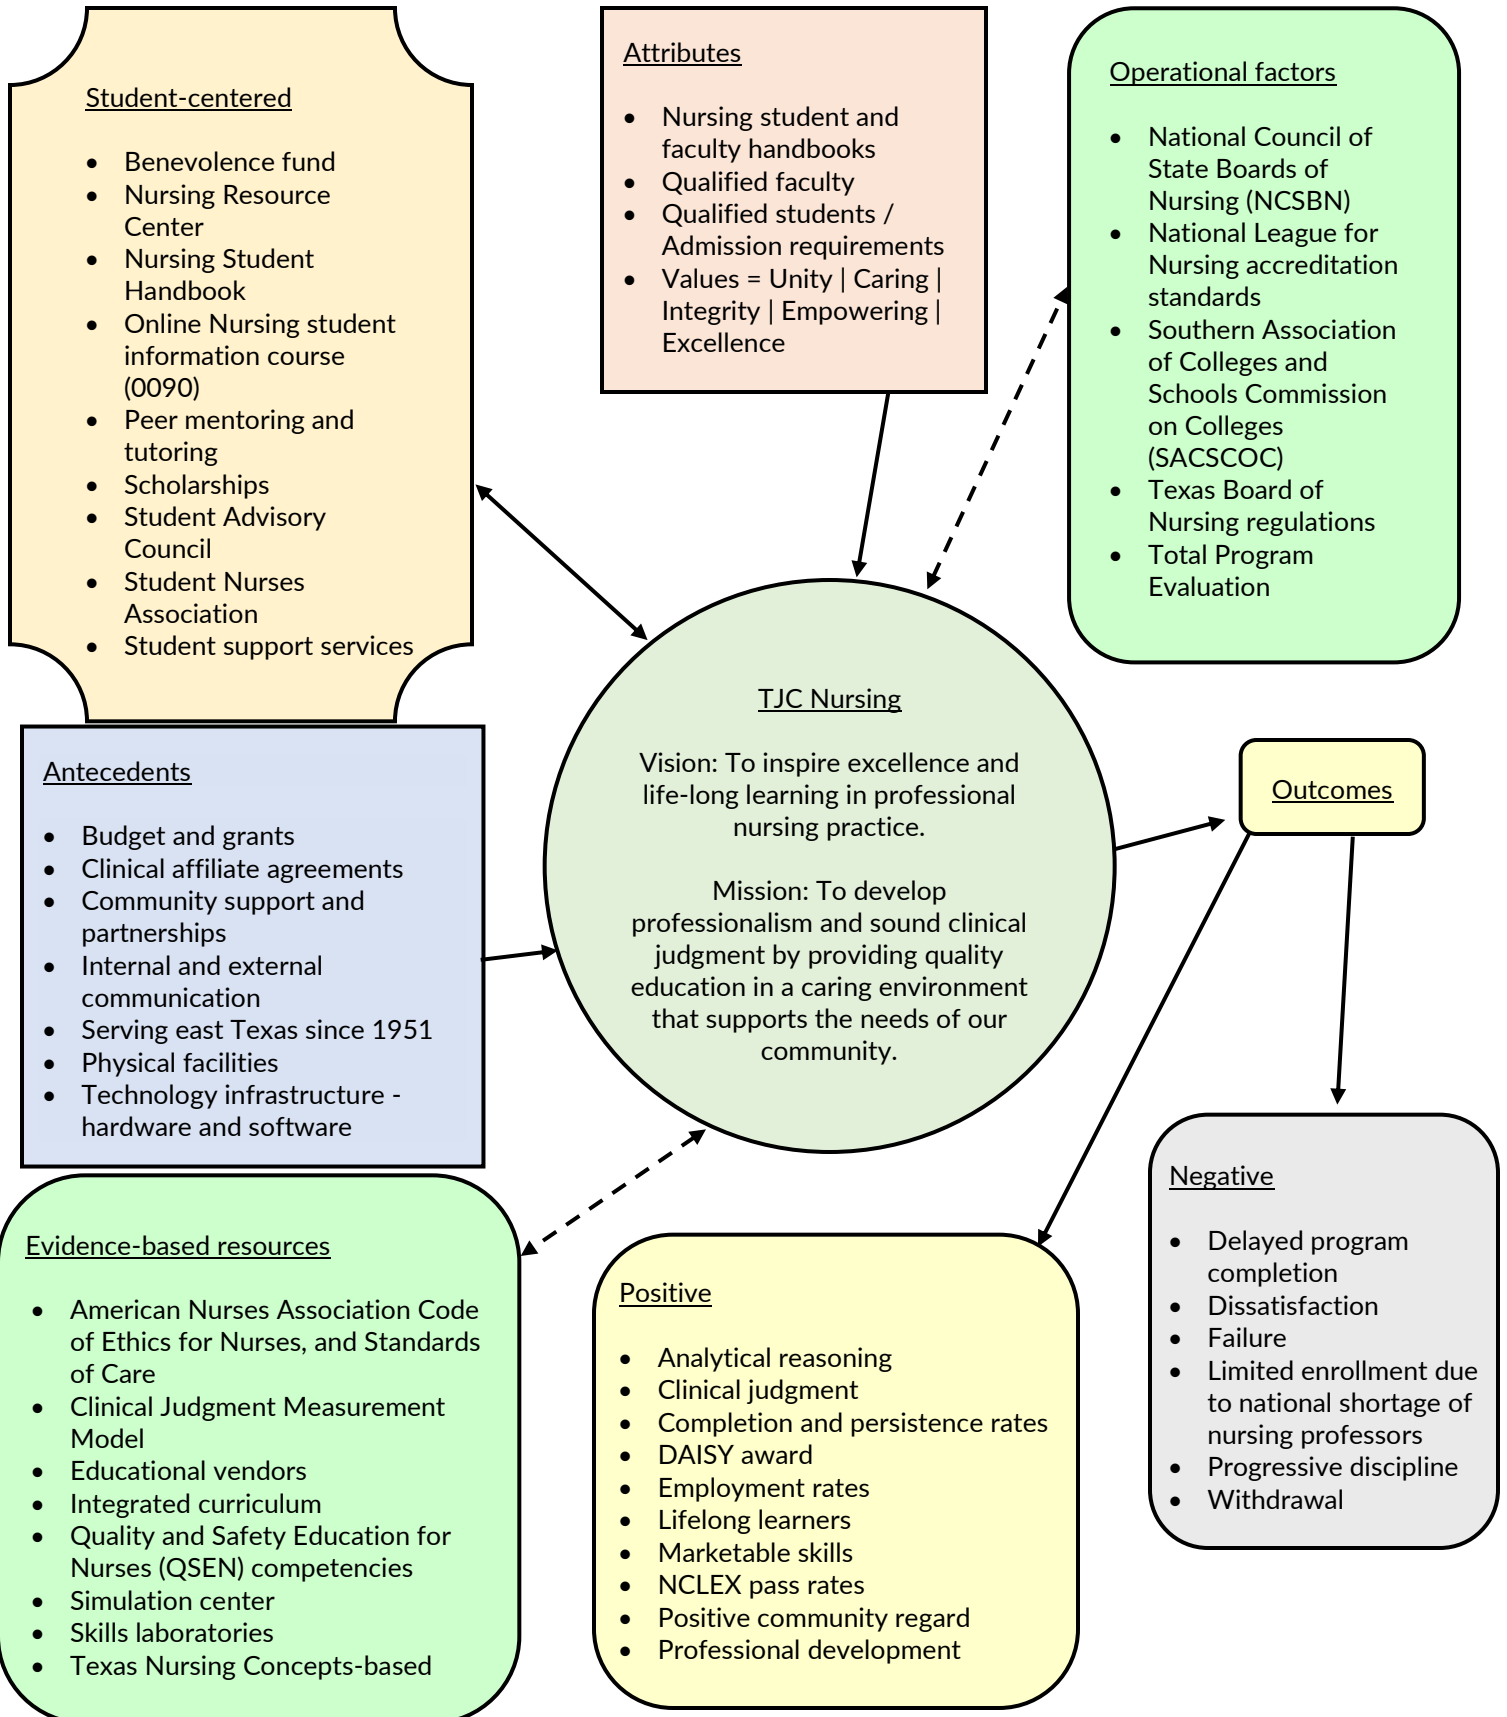 Student-centered
• Benevolence fund
• Nursing Resource
Center
• Nursing Student
Handbook
• Online Nursing student
information course
(0090)
• Peer mentoring and
tutoring
• Scholarships
• Student Advisory
Council
• Student Nurses
Association
• Student support services
Attributes
• Nursing student and
faculty handbooks
• Qualified faculty
• Qualified students /
Admission requirements
• Values = Unity | Caring |
Integrity | Empowering |
Excellence
Operational factors
• National Council of
State Boards of
Nursing (NCSBN)
• National League for
Nursing accreditation
standards
• Southern Association
of Colleges and
Schools Commission
on Colleges
(SACSCOC)
• Texas Board of
Nursing regulations
• Total Program
Evaluation
Antecedents
• Budget and grants
• Clinical affiliate agreements
• Community support and
partnerships
• Internal and external
communication
• Serving east Texas since 1951
• Physical facilities
• Technology infrastructure -
hardware and software
TJC Nursing
Vision: To inspire excellence and
life-long learning in professional
nursing practice.
Mission: To develop
professionalism and sound clinical
judgment by providing quality
education in a caring environment
that supports the needs of our
community.
Outcomes
Evidence-based resources
• American Nurses Association Code
of Ethics for Nurses, and Standards
of Care
• Clinical Judgment Measurement
Model
• Educational vendors
• Integrated curriculum
• Quality and Safety Education for
Nurses (QSEN) competencies
• Simulation center
• Skills laboratories
• Texas Nursing Concepts-based
Positive
• Analytical reasoning
• Clinical judgment
• Completion and persistence rates
• DAISY award
• Employment rates
• Lifelong learners
• Marketable skills
• NCLEX pass rates
• Positive community regard
• Professional development
Negative
• Delayed program
completion
• Dissatisfaction
• Failure
• Limited enrollment due
to national shortage of
nursing professors
• Progressive discipline
• Withdrawal